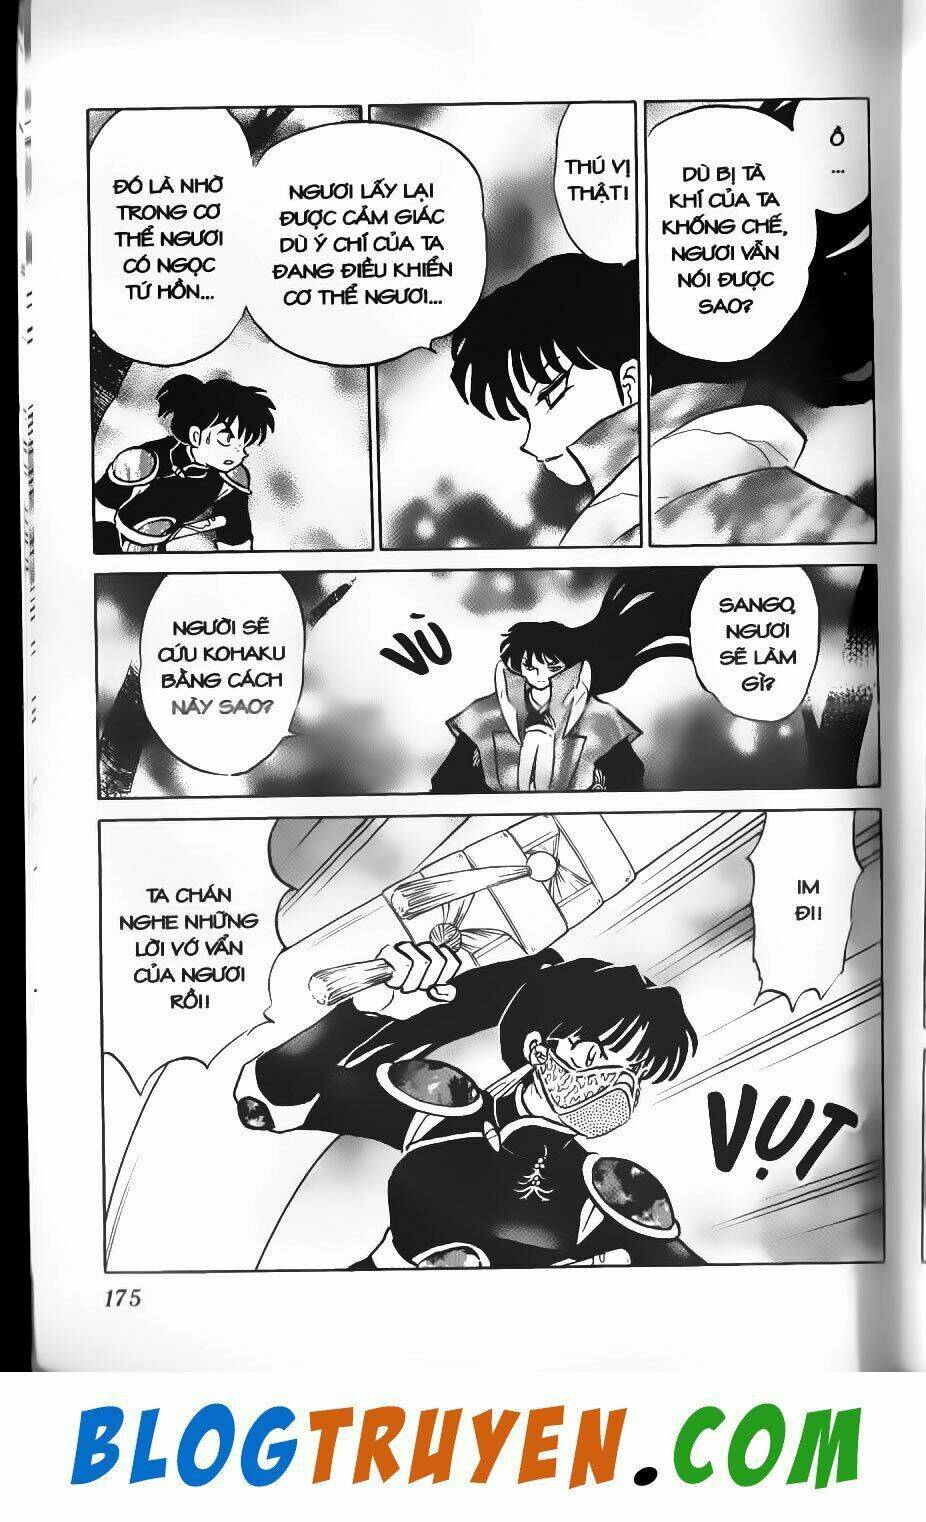 Ồ
...
DÙ BỊ TÀ
KHÍ CỦA TA
KHỐNG CHẾ,
NGƯƠI VẪN
NÓI ĐƯỢC
SAO?
THÚ VỊ
THẬT!
NGƯƠI LẤY LẠI
ĐƯỢC CẢM GIÁC
DÙ Ý CHÍ CỦA TA
ĐANG ĐIỀU KHIỂN
CƠ THỂ NGƯƠI...
ĐÓ LÀ NHỜ
TRONG CƠ
THỂ NGƯƠI
CÓ NGỌC
TỨ HỒN...
SANGO,
NGƯƠI
SẼ LÀM
GÌ?
VÙ
NGƯỜI SẼ
CỨU KOHAKU
BẰNG CÁCH
NÀY SAO?
IM
ĐI!
TA CHÁN
NGHE NHỮNG
LỜI VỚ VẨN
CỦA NGƯƠI
RỒI!
VỤT
175
BLOGTRUYEN.COM